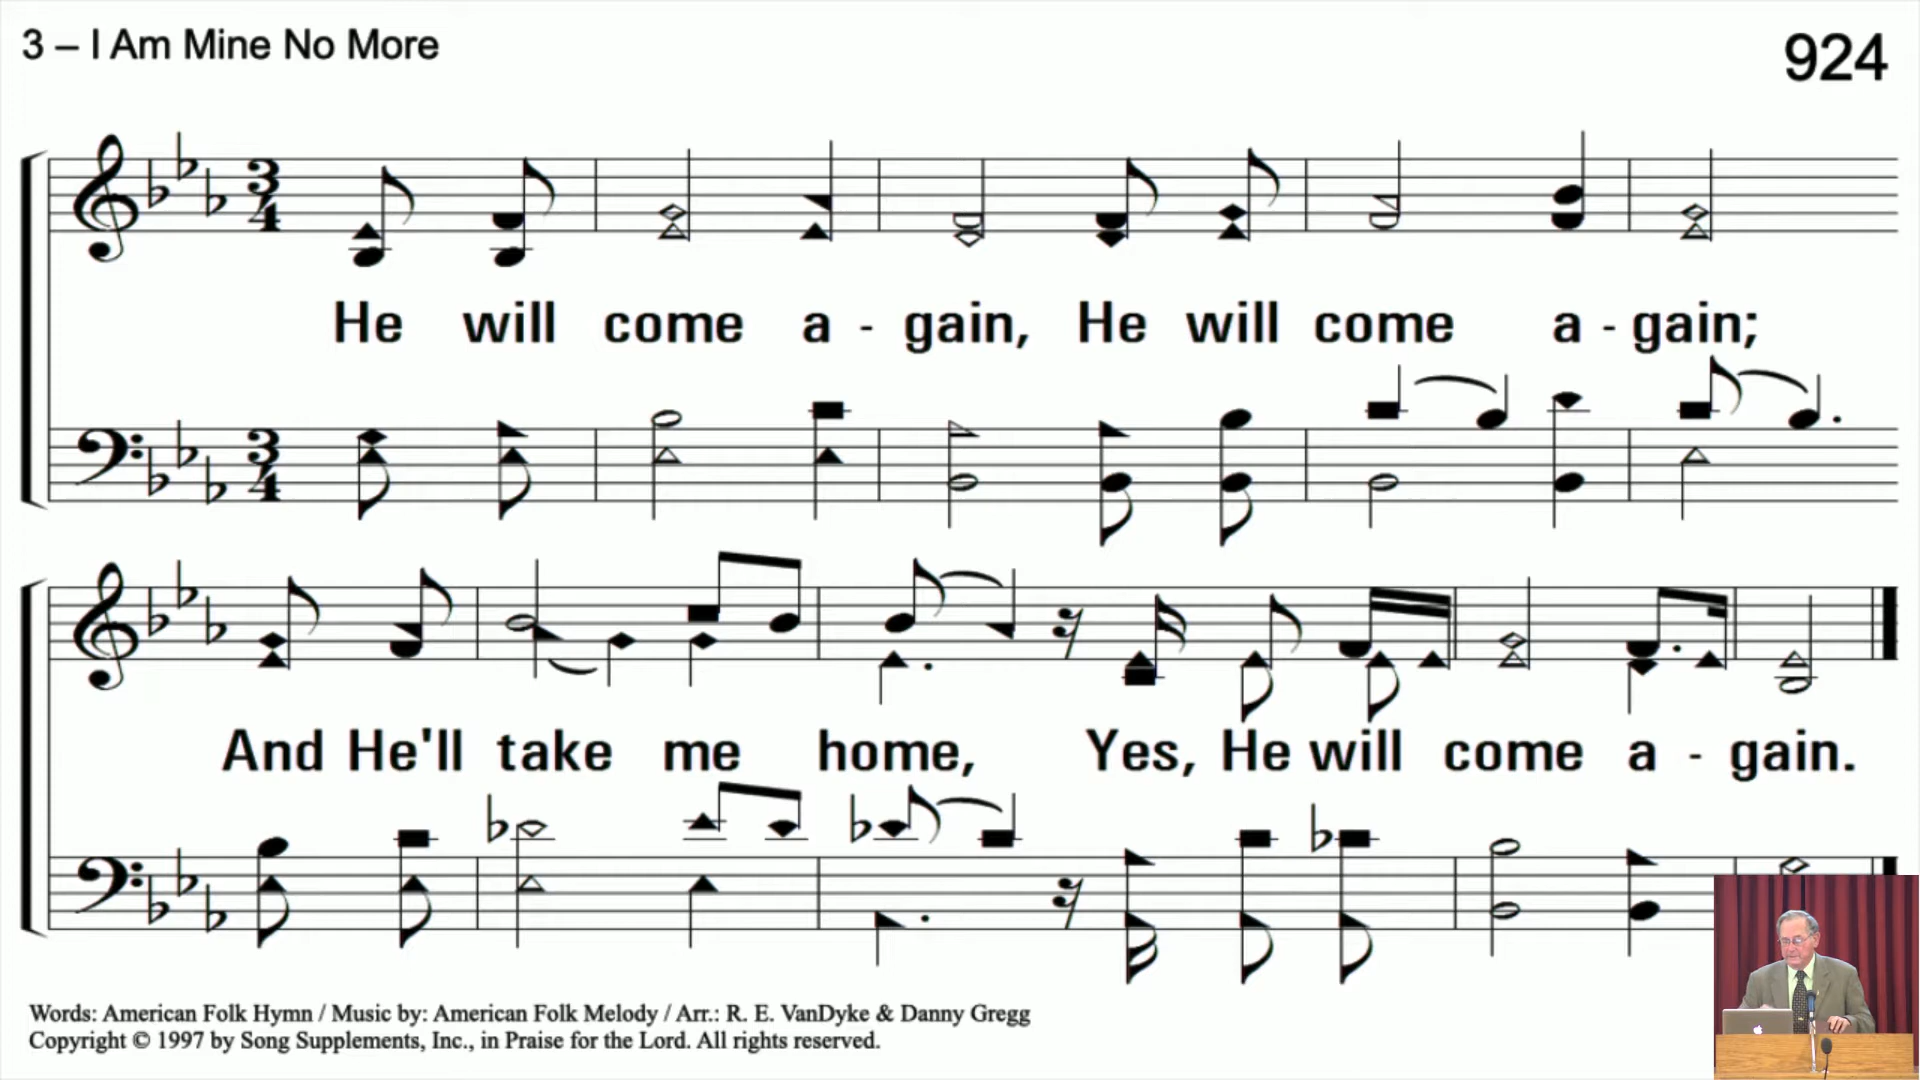 3 – I Am Mine No More
924
3
4
He will come a - gain, He will come a - gain;
3
4
And He'll take me home, Yes, He will come a - gain.
Words: American Folk Hymn / Music by: American Folk Melody / Arr.: R. E. VanDyke & Danny Gregg
Copyright © 1997 by Song Supplements, Inc., in Praise for the Lord. All rights reserved.